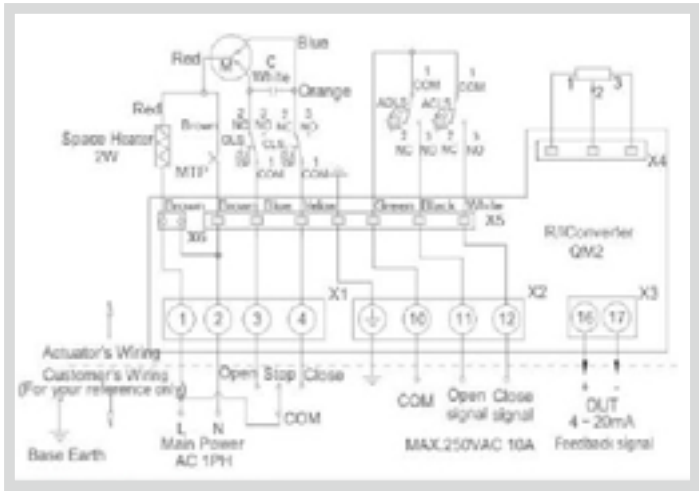 Blue
Red
M
C
White
Orange
Red
Space Heater
2W
Brown
MTP
OLS
CLS
2 2 2 3
NO NC NC NO
1 1
COM COM
1 1
COM COM
AOLS
ACLS
2 3 2 3
NC NO NC NO
1 2 3
X4
Brown Brown Blue Yellow Green Black White
X5
X6
R/I Converter
QM2
X1 X2 X3
1 2 3 4 10 11 12 16 17
Actuator's Wiring
Customer's Wiring
(For your reference only)
Open Stop Close
COM
L N
Main Power
AC 1PH
Base Earth
COM
Open
signal
Close
signal
MAX.250VAC 10A
+ -
OUT
4 ~ 20mA
Feedback signal